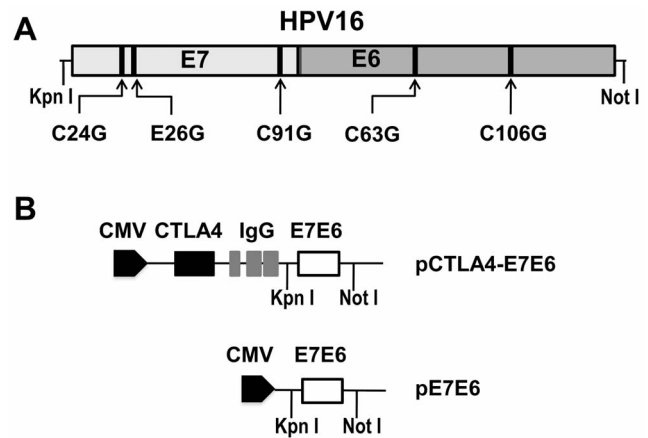 A
HPV16
E7
E6
Kpn I
Not I
C24G
E26G
C91G
C63G
C106G
B
CMV CTLA4 IgG E7E6
pCTLA4-E7E6
Kpn I Not I
CMV E7E6
pE7E6
Kpn I Not I